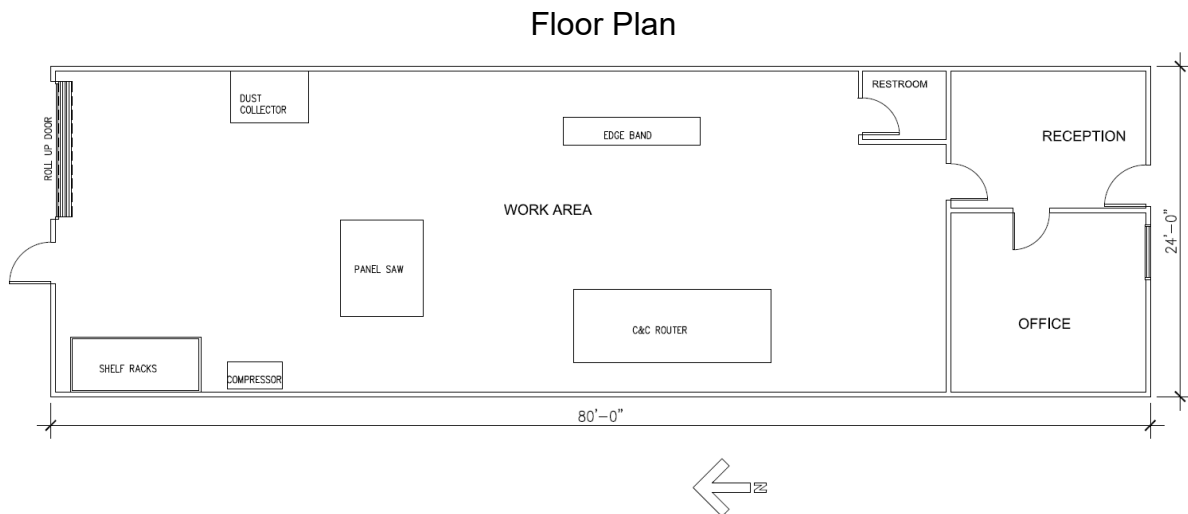 Floor Plan
RESTROOM
DUST
COLLECTOR
ROLL UP DOOR
EDGE BAND
RECEPTION
WORK AREA
24'-0"
PANEL SAW
OFFICE
C&C ROUTER
SHELF RACKS
COMPRESSOR
80'-0"
N